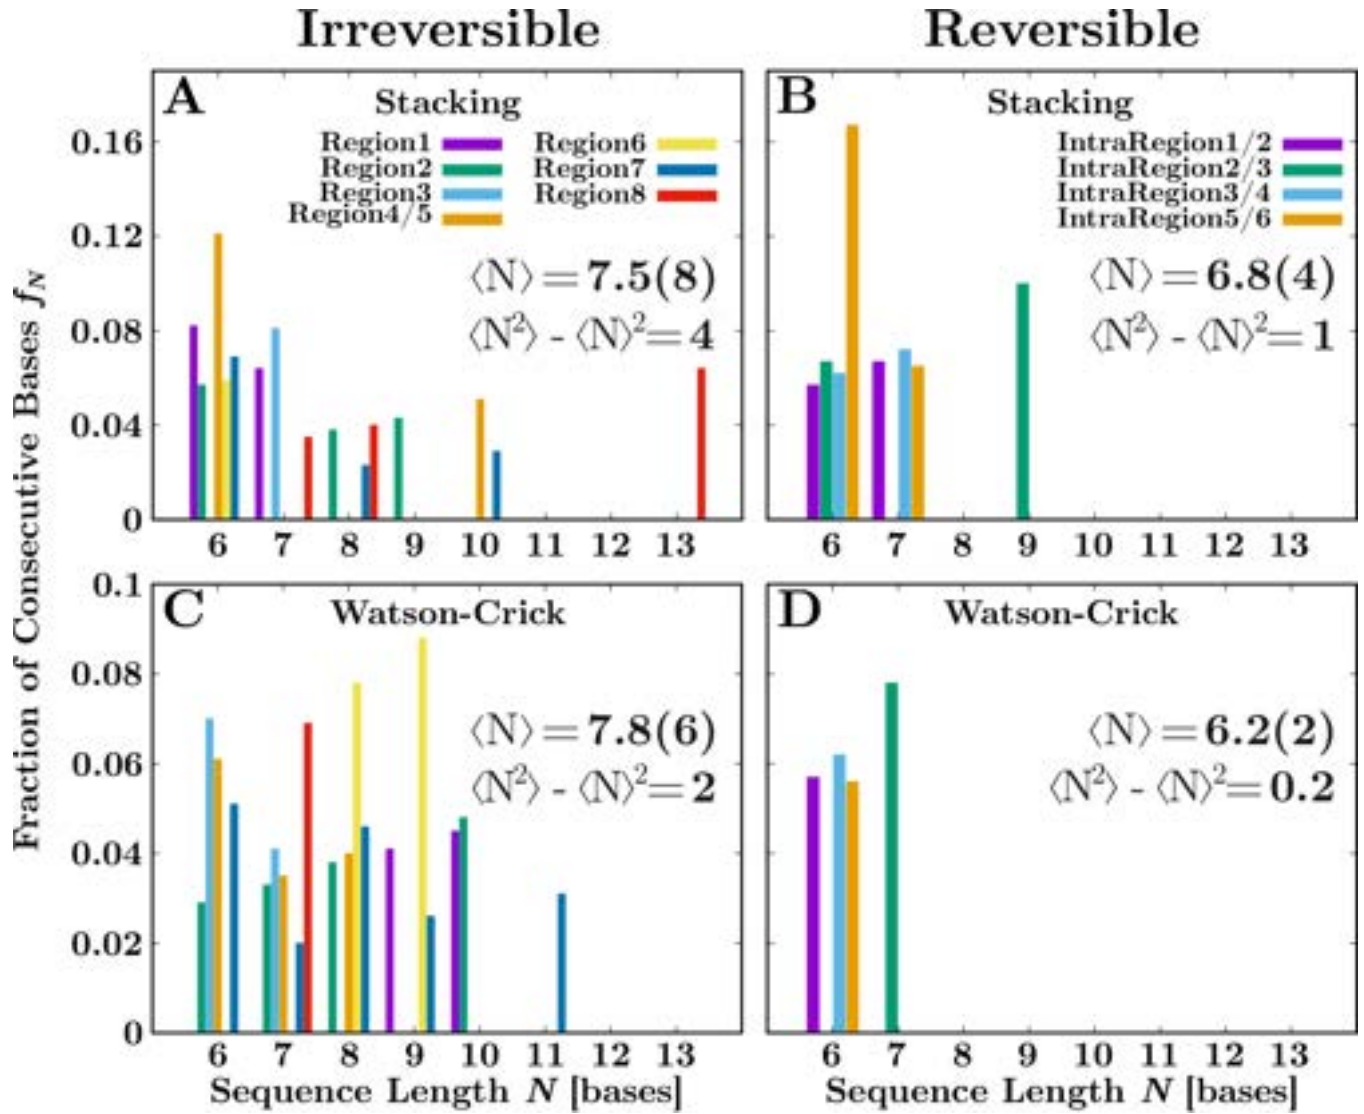 Irreversible
Reversible
Fraction of Consecutive Bases f_N
A
Stacking
Region1
Region2
Region3
Region4/5
Region6
Region7
Region8
⟨N⟩ = 7.5(8)
⟨N²⟩ - ⟨N⟩² = 4
0.16
0.12
0.08
0.04
0
6 7 8 9 10 11 12 13
B
Stacking
IntraRegion1/2
IntraRegion2/3
IntraRegion3/4
IntraRegion5/6
⟨N⟩ = 6.8(4)
⟨N²⟩ - ⟨N⟩² = 1
6 7 8 9 10 11 12 13
C
Watson-Crick
⟨N⟩ = 7.8(6)
⟨N²⟩ - ⟨N⟩² = 2
0.1
0.08
0.06
0.04
0.02
0
6 7 8 9 10 11 12 13
Sequence Length N [bases]
D
Watson-Crick
⟨N⟩ = 6.2(2)
⟨N²⟩ - ⟨N⟩² = 0.2
6 7 8 9 10 11 12 13
Sequence Length N [bases]